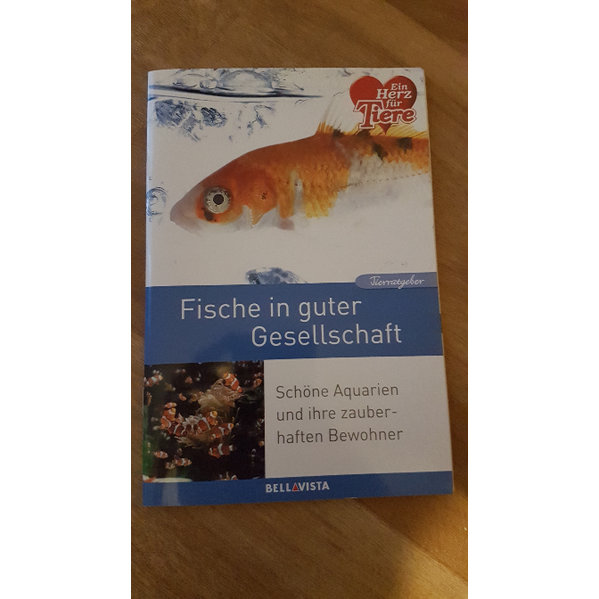 Ein
Herz
für
Tiere
Tierratgeber
Fische in guter
Gesellschaft
Schöne Aquarien
und ihre zauber-
haften Bewohner
BELLAVISTA